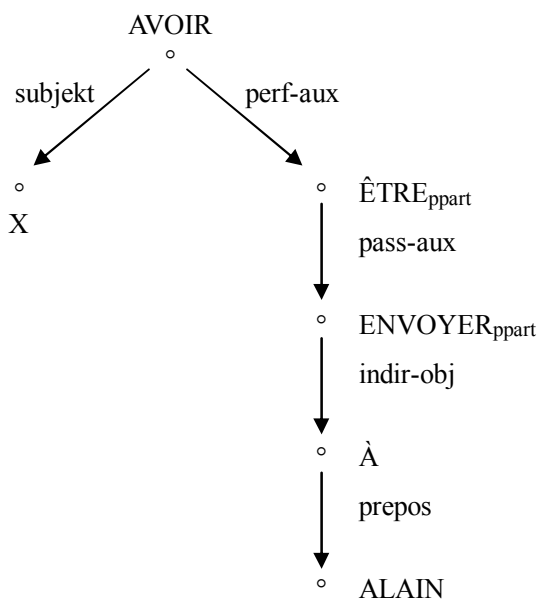 AVOIR
subjekt perf-aux
X
ÊTREppart
pass-aux
ENVOYERppart
indir-obj
À
prepos
ALAIN